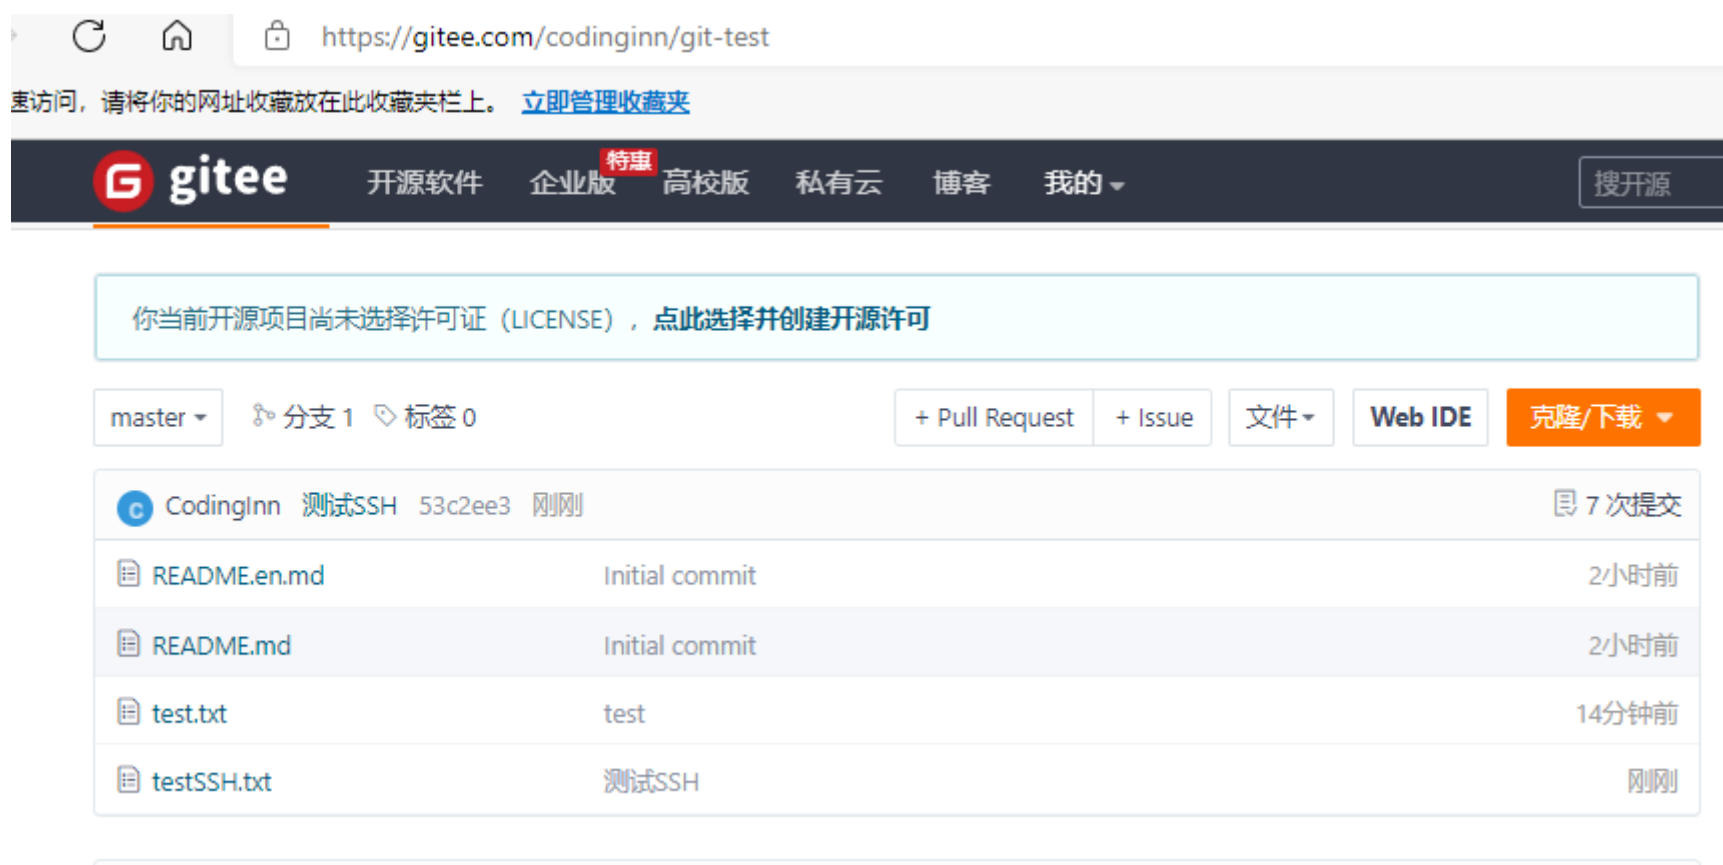 https://gitee.com/codinginn/git-test
速访问，请将你的网址收藏放在此收藏夹栏上。 立即管理收藏夹
gitee 开源软件 企业版 特惠 高校版 私有云 博客 我的 搜开源
你当前开源项目尚未选择许可证（LICENSE），点此选择并创建开源许可
master 分支 1 标签 0 + Pull Request + Issue 文件 Web IDE 克隆/下载
C CodingInn 测试SSH 53c2ee3 刚刚 7 次提交
README.en.md Initial commit 2小时前
README.md Initial commit 2小时前
test.txt test 14分钟前
testSSH.txt 测试SSH 刚刚